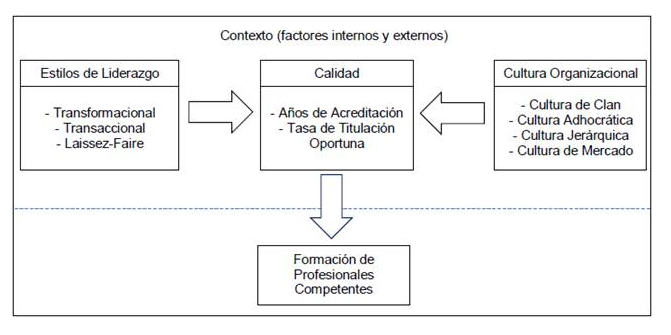 Contexto (factores internos y externos)
Estilos de Liderazgo
- Transformacional
- Transaccional
- Laissez-Faire
Calidad
- Años de Acreditación
- Tasa de Titulación
Oportuna
Cultura Organizacional
- Cultura de Clan
- Cultura Adhocrática
- Cultura Jerárquica
- Cultura de Mercado
Formación de
Profesionales
Competentes